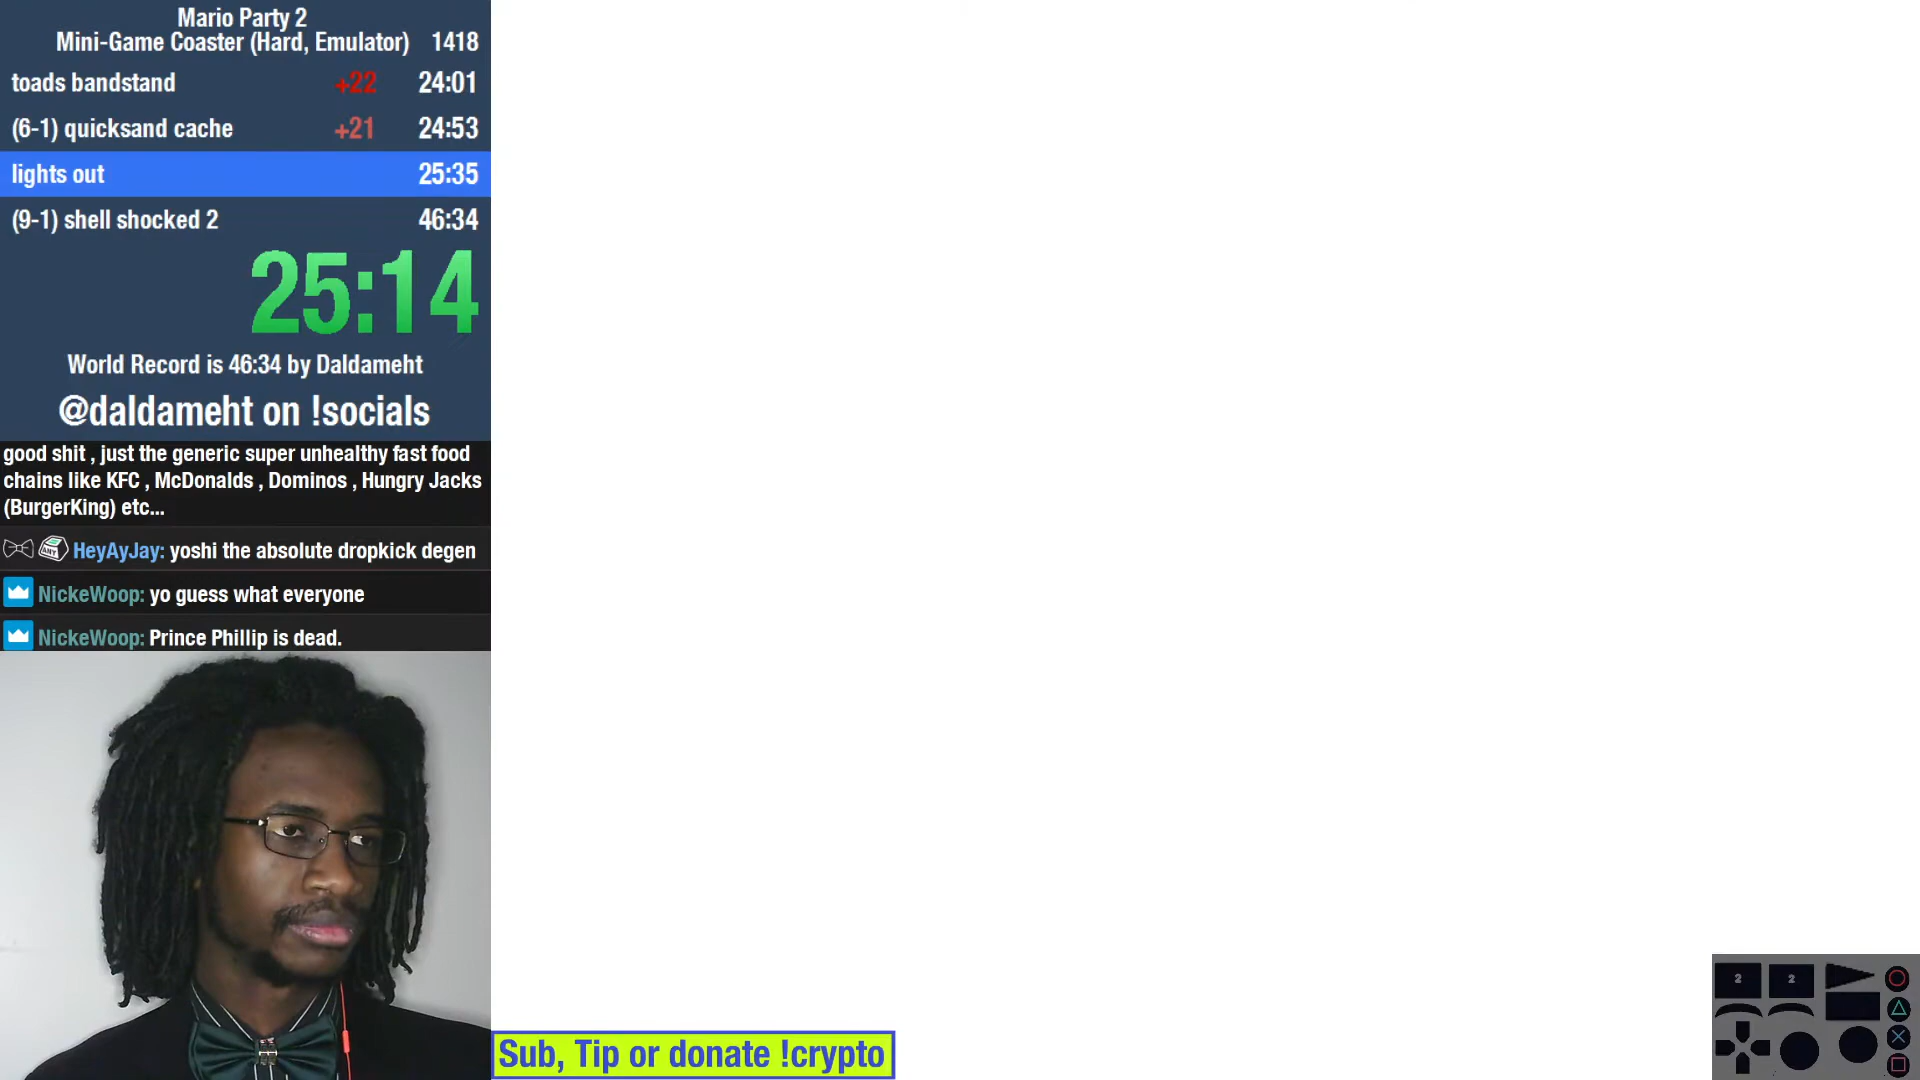 Mario Party 2
Mini-Game Coaster (Hard, Emulator) 1418
toads bandstand +22 24:01
(6-1) quicksand cache +21 24:53
lights out 25:35
(9-1) shell shocked 2 46:34
25:14
World Record is 46:34 by Daldameht
@daldameht on !socials
good shit , just the generic super unhealthy fast food
chains like KFC , McDonalds , Dominos , Hungry Jacks
(BurgerKing) etc...
ANY HeyAyJay: yoshi the absolute dropkick degen
NickeWoop: yo guess what everyone
NickeWoop: Prince Phillip is dead.
2 2
Sub, Tip or donate !crypto